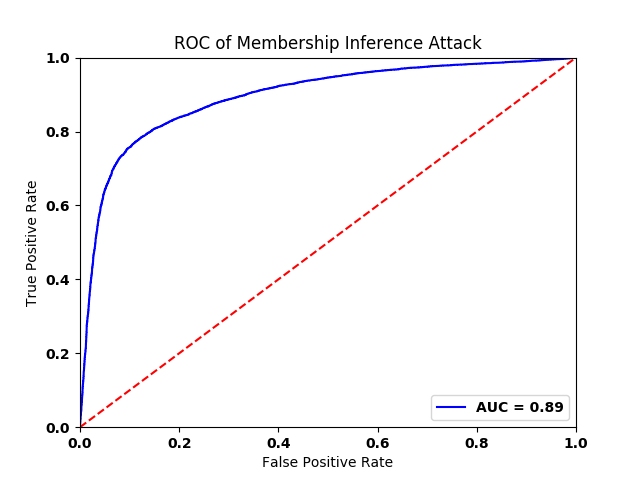 ROC of Membership Inference Attack
1.0
0.8
0.6
0.4
0.2
0.0
True Positive Rate
AUC = 0.89
0.0 0.2 0.4 0.6 0.8 1.0
False Positive Rate